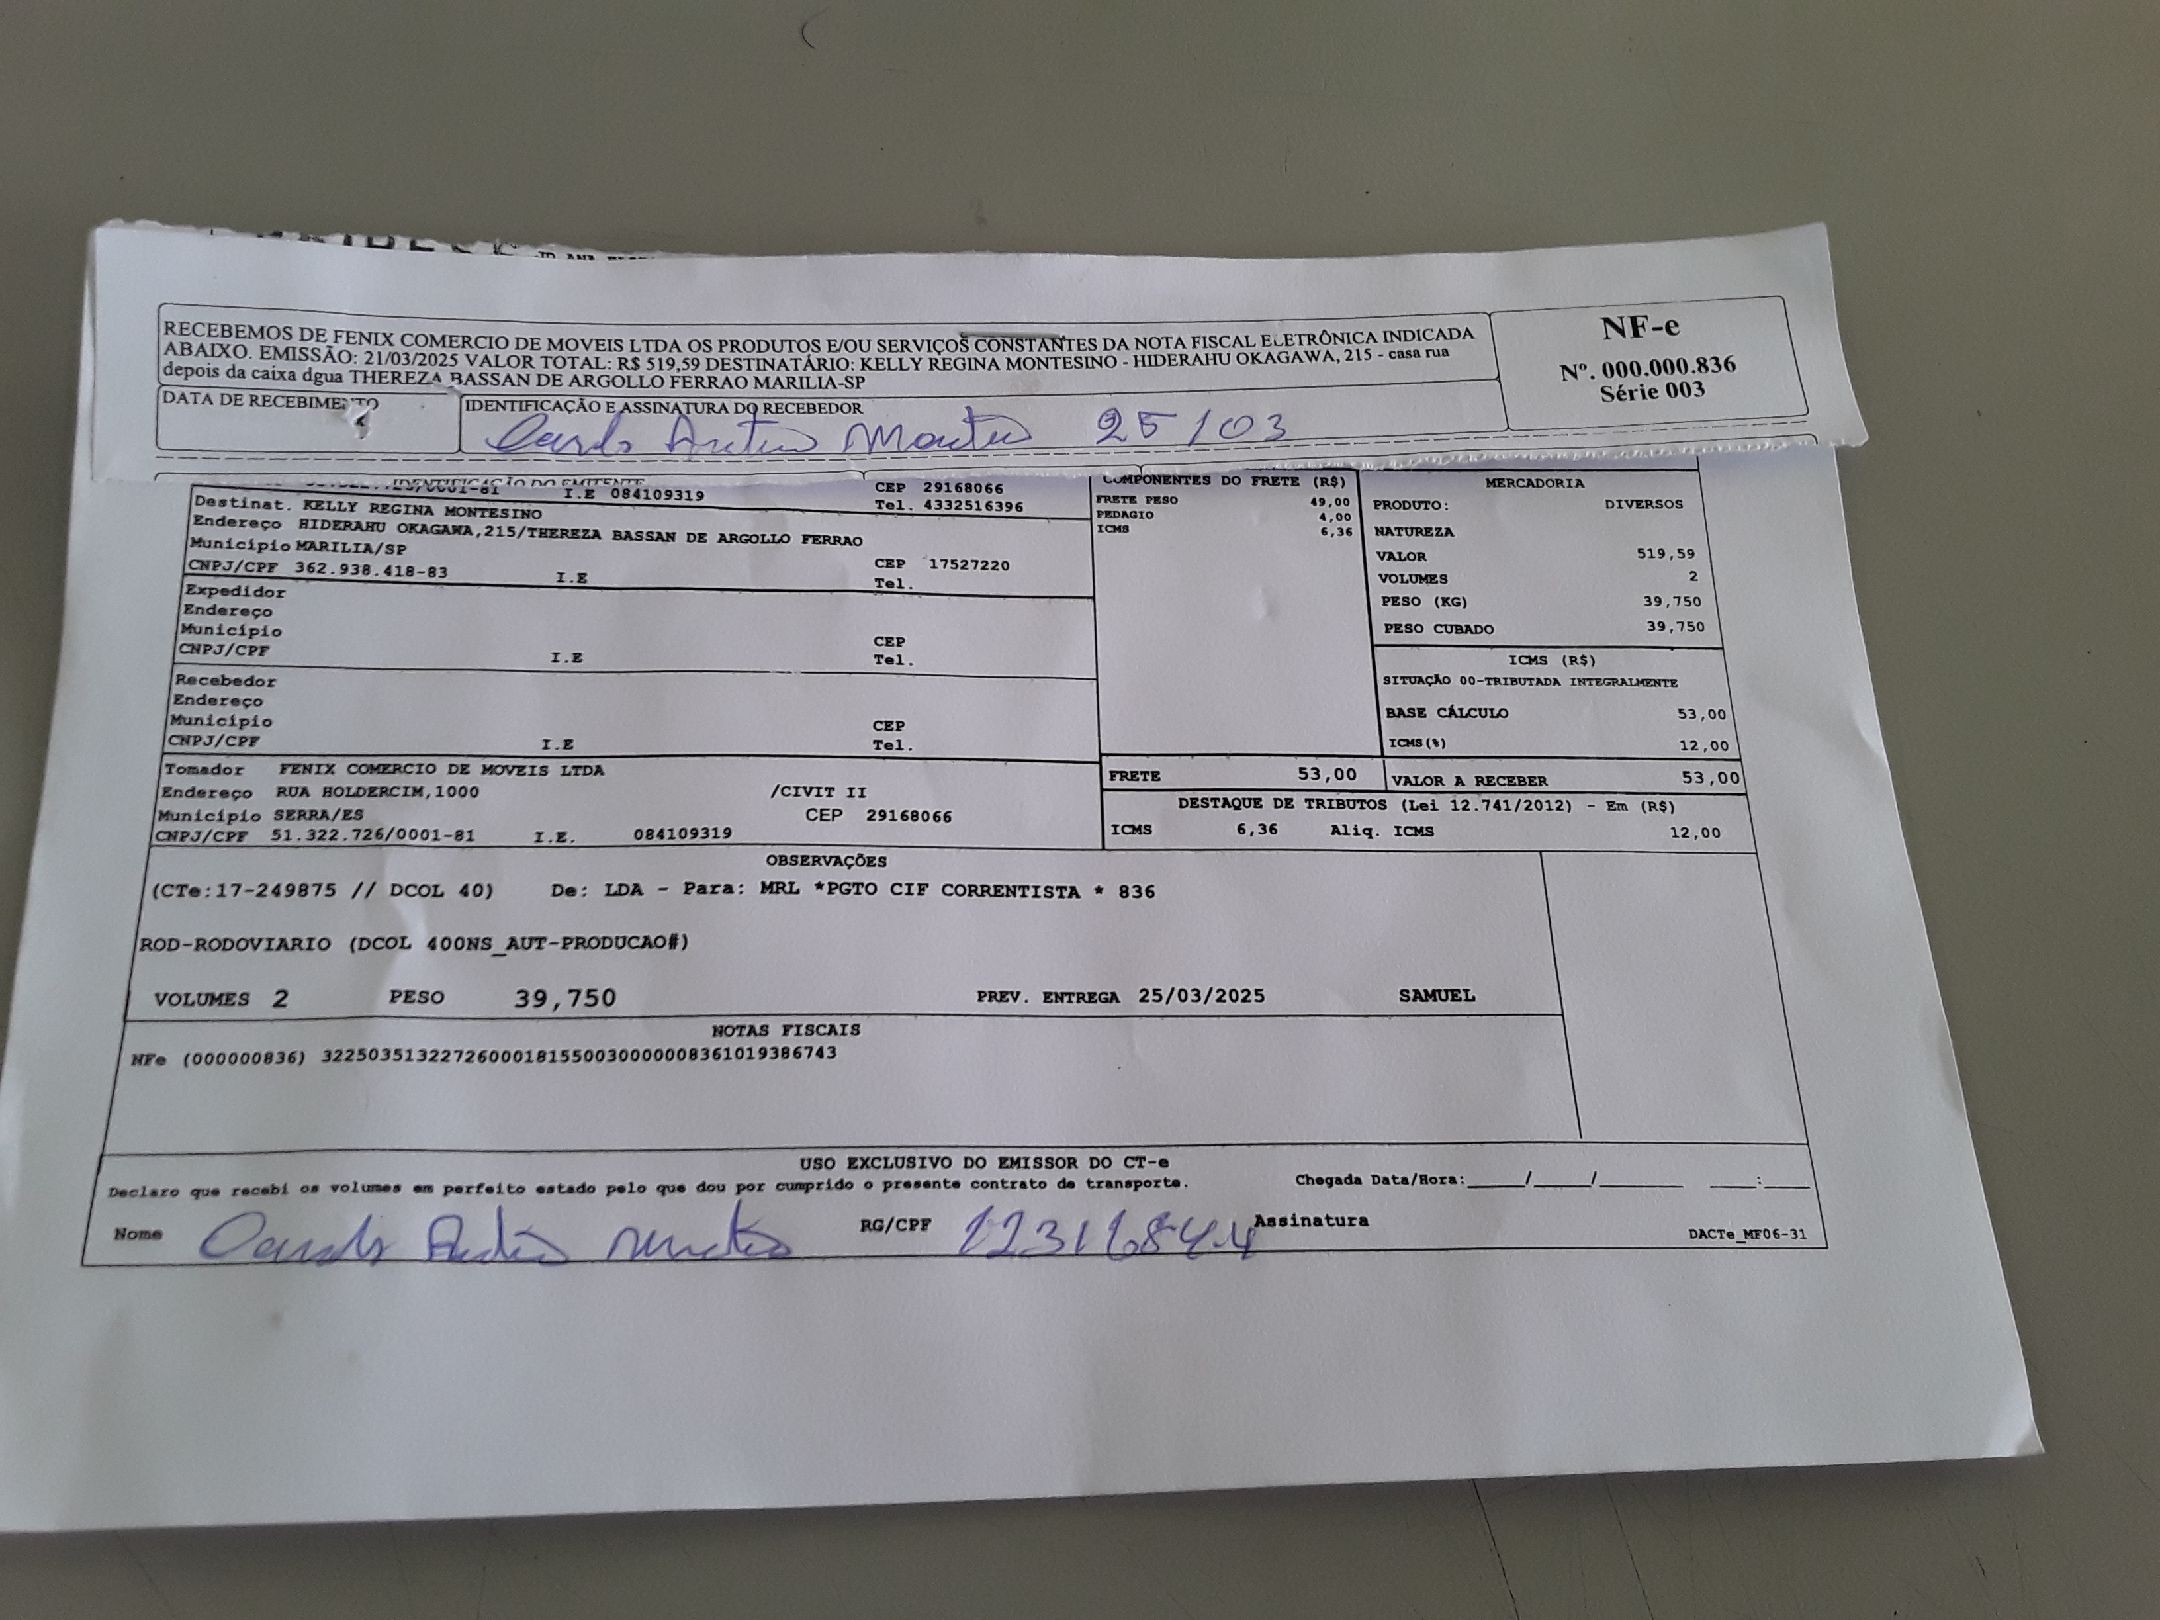 RECEBEMOS DE FENIX COMERCIO DE MOVEIS LTDA OS PRODUTOS E/OU SERVIÇOS CONSTANTES DA NOTA FISCAL ELETRÔNICA INDICADA
ABAIXO. EMISSÃO: 21/03/2025 VALOR TOTAL: R$ 519,59 DESTINATÁRIO: KELLY REGINA MONTESINO - HIDERAHU OKAGAWA, 215 - casa rua
depois da caixa dgua THEREZA BASSAN DE ARGOLLO FERRAO MARILIA-SP
NF-e
Nº. 000.000.836
Série 003
DATA DE RECEBIMENTO
IDENTIFICAÇÃO E ASSINATURA DO RECEBEDOR
25/03
IDENTIFICAÇÃO DO EMITENTE
I.E 084109319 CEP 29168066
Tel. 4332516396
Destinat. KELLY REGINA MONTESINO
Endereço HIDERAHU OKAGAWA,215/THEREZA BASSAN DE ARGOLLO FERRAO
Município MARILIA/SP CEP 17527220
CNPJ/CPF 362.938.418-83 I.E Tel.
Expedidor
Endereço
Município CEP
CNPJ/CPF I.E Tel.
Recebedor
Endereço
Município CEP
CNPJ/CPF I.E Tel.
Tomador FENIX COMERCIO DE MOVEIS LTDA
Endereço RUA HOLDERCIM,1000 /CIVIT II
Município SERRA/ES CEP 29168066
CNPJ/CPF 51.322.726/0001-81 I.E. 084109319
COMPONENTES DO FRETE (R$)
FRETE PESO 49,00
PEDAGIO 4,00
ICMS 6,36
MERCADORIA
PRODUTO: DIVERSOS
NATUREZA
VALOR 519,59
VOLUMES 2
PESO (KG) 39,750
PESO CUBADO 39,750
ICMS (R$)
SITUAÇÃO 00-TRIBUTADA INTEGRALMENTE
BASE CÁLCULO 53,00
ICMS(%) 12,00
FRETE 53,00 VALOR A RECEBER 53,00
DESTAQUE DE TRIBUTOS (Lei 12.741/2012) - Em (R$)
ICMS 6,36 Aliq. ICMS 12,00
OBSERVAÇÕES
(CTe:17-249875 // DCOL 40) De: LDA - Para: MRL *PGTO CIF CORRENTISTA * 836
ROD-RODOVIARIO (DCOL 400NS_AUT-PRODUCAO#)
VOLUMES 2 PESO 39,750 PREV. ENTREGA 25/03/2025 SAMUEL
NOTAS FISCAIS
NFe (000000836) 32250351322726000181550030000008361019386743
USO EXCLUSIVO DO EMISSOR DO CT-e
Declaro que recebi os volumes em perfeito estado pelo que dou por cumprido o presente contrato de transporte. Chegada Data/Hora:____/____/______ ___:___
Nome RG/CPF Assinatura
DACTe_MF06-31